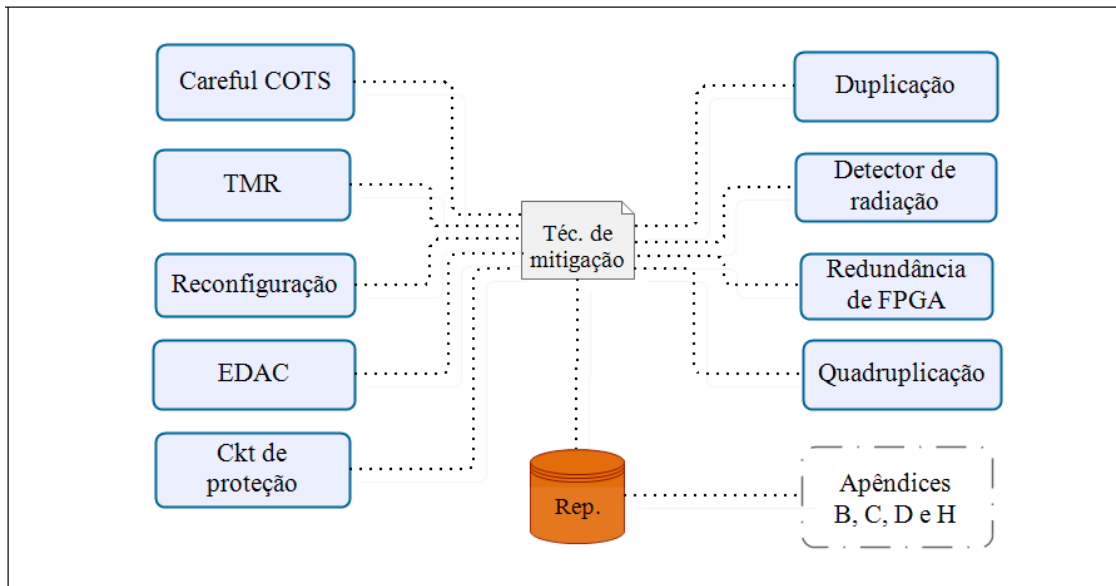 Careful COTS
TMR
Reconfiguração
EDAC
Ckt de
proteção
Téc. de
mitigação
Rep.
Duplicação
Detector de
radiação
Redundância
de FPGA
Quadruplicação
Apêndices
B, C, D e H